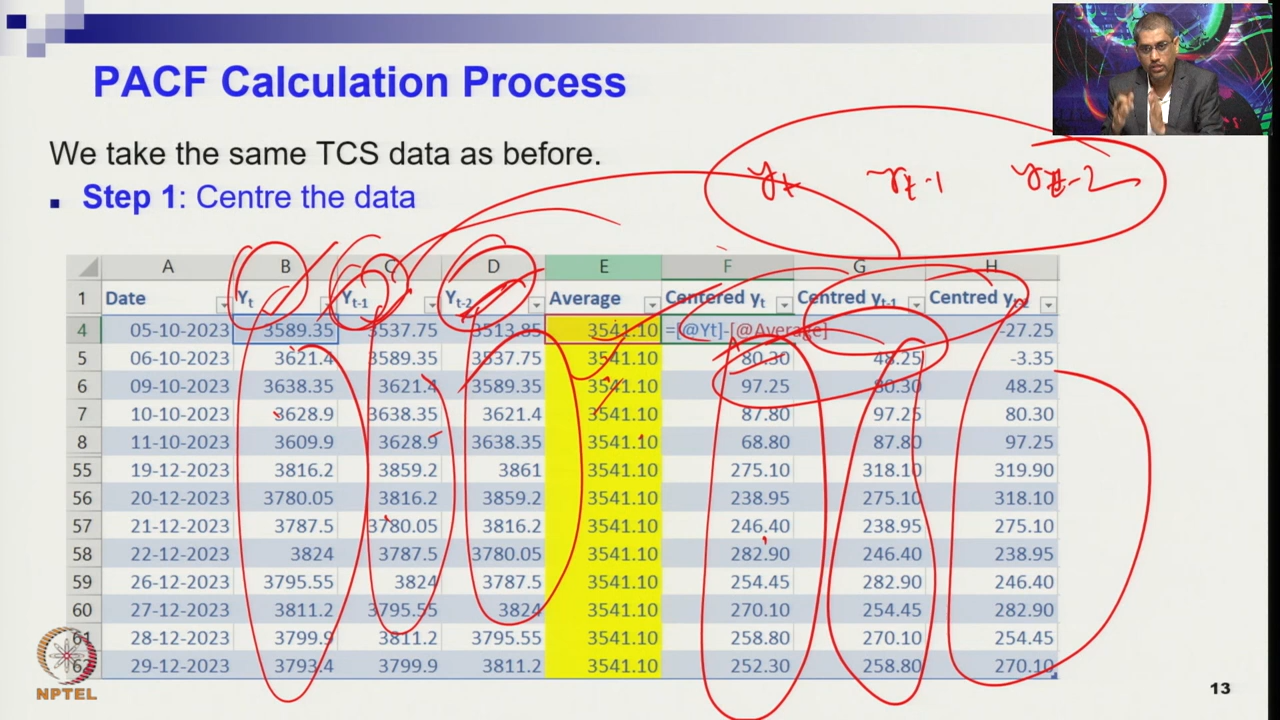 PACF Calculation Process
We take the same TCS data as before.
Step 1: Centre the data
yt yt-1 yt-2
A B C D E F G H
1 Date Yt Yt-1 Yt-2 Average Centered yt Centred yt-1 Centred yt-2
4 05-10-2023 3589.35 3537.75 3513.85 3541.10 =[@Yt]-[@Average] -27.25
5 06-10-2023 3621.4 3589.35 3537.75 3541.10 80.30 48.25 -3.35
6 09-10-2023 3638.35 3621.4 3589.35 3541.10 97.25 80.30 48.25
7 10-10-2023 3628.9 3638.35 3621.4 3541.10 87.80 97.25 80.30
8 11-10-2023 3609.9 3628.9 3638.35 3541.10 68.80 87.80 97.25
55 19-12-2023 3816.2 3859.2 3861 3541.10 275.10 318.10 319.90
56 20-12-2023 3780.05 3816.2 3859.2 3541.10 238.95 275.10 318.10
57 21-12-2023 3787.5 3780.05 3816.2 3541.10 246.40 238.95 275.10
58 22-12-2023 3824 3787.5 3780.05 3541.10 282.90 246.40 238.95
59 26-12-2023 3795.55 3824 3787.5 3541.10 254.45 282.90 246.40
60 27-12-2023 3811.2 3795.55 3824 3541.10 270.10 254.45 282.90
61 28-12-2023 3799.9 3811.2 3795.55 3541.10 258.80 270.10 254.45
62 29-12-2023 3793.4 3799.9 3811.2 3541.10 252.30 258.80 270.10
NPTEL
13